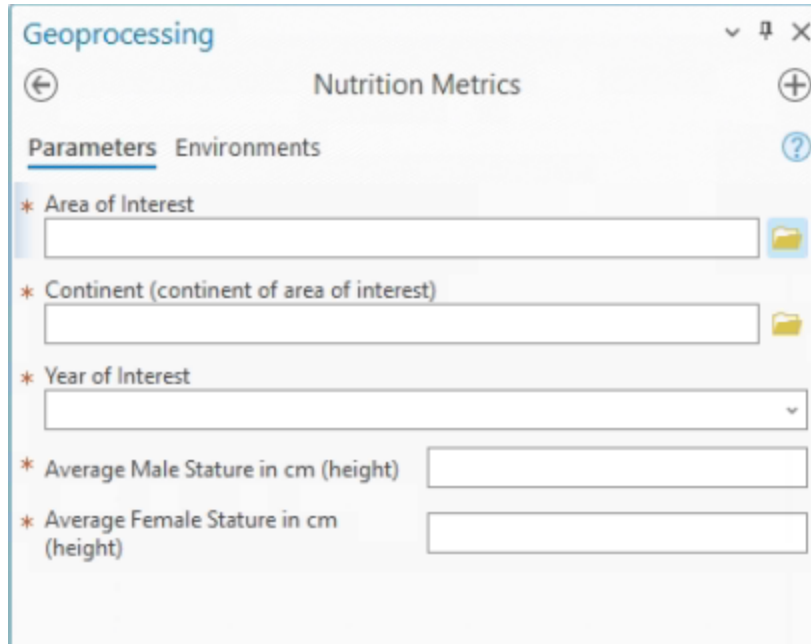 Geoprocessing
Nutrition Metrics
Parameters Environments
* Area of Interest
* Continent (continent of area of interest)
* Year of Interest
* Average Male Stature in cm (height)
* Average Female Stature in cm
(height)